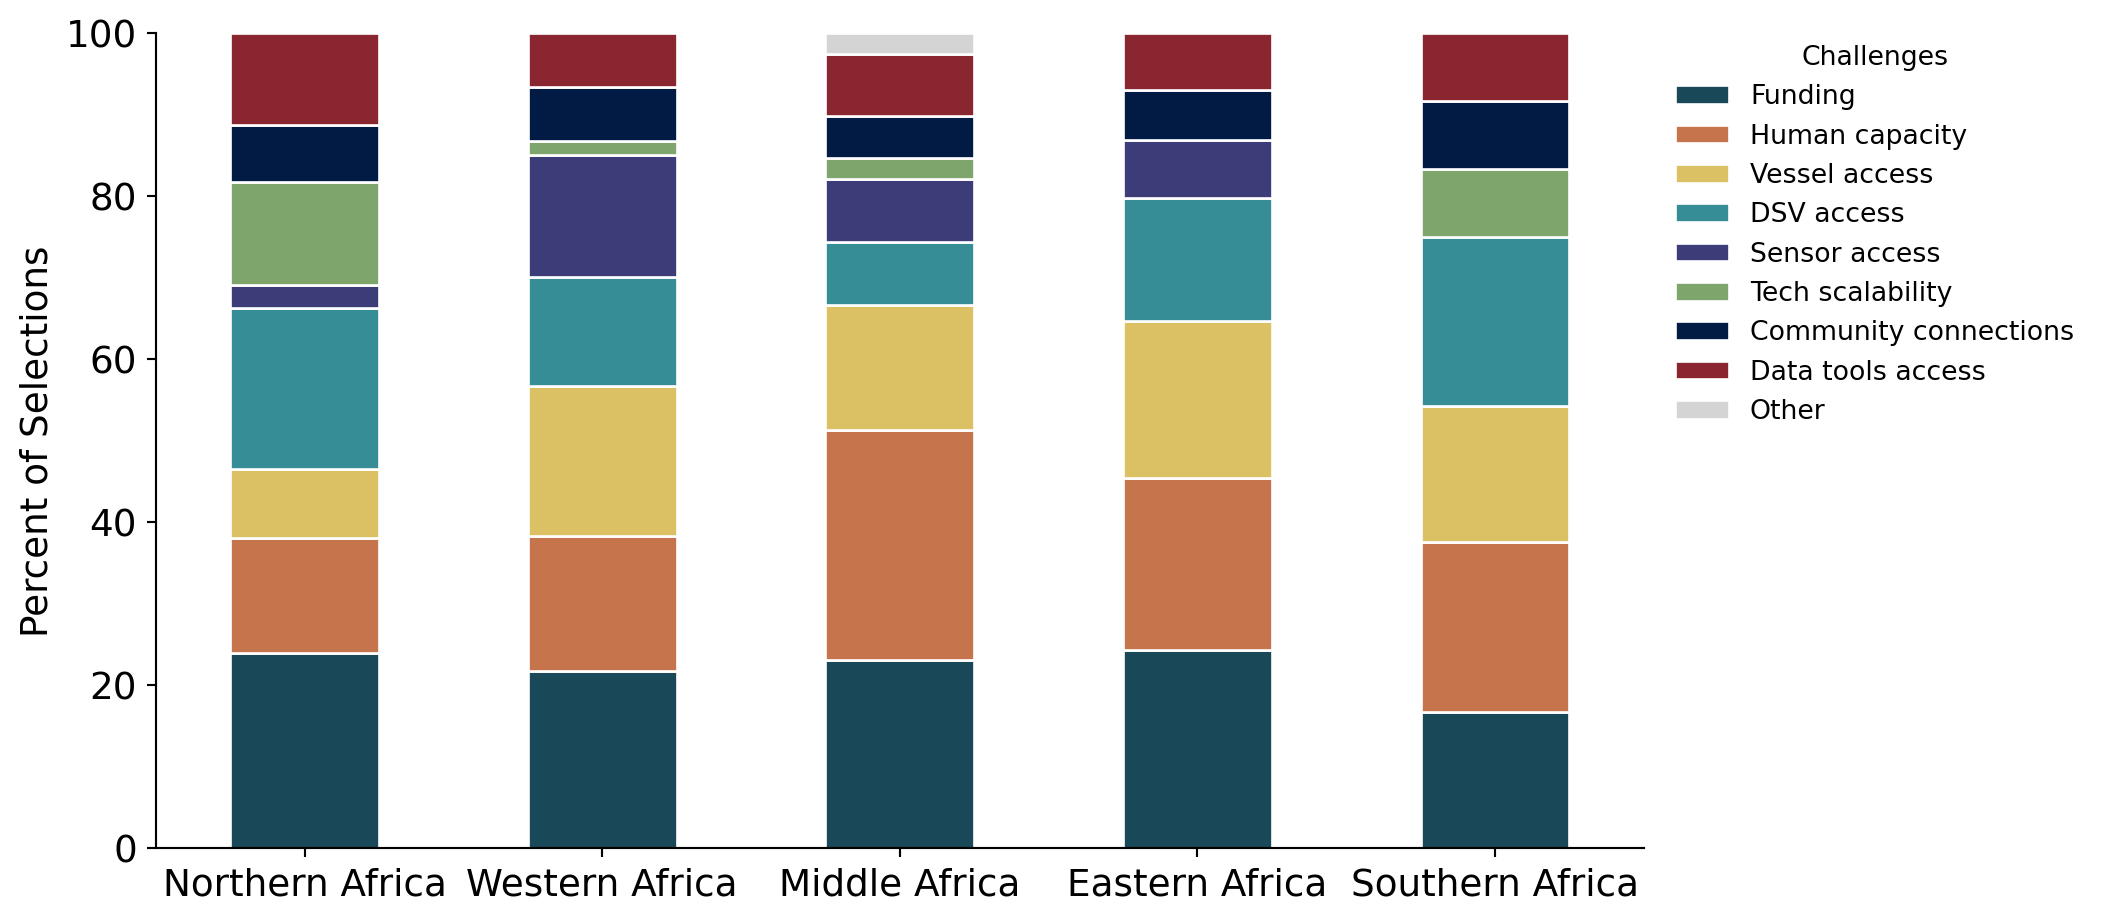 Percent of Selections
100
80
60
40
20
0
Northern Africa
Western Africa
Middle Africa
Eastern Africa
Southern Africa
Challenges
Funding
Human capacity
Vessel access
DSV access
Sensor access
Tech scalability
Community connections
Data tools access
Other